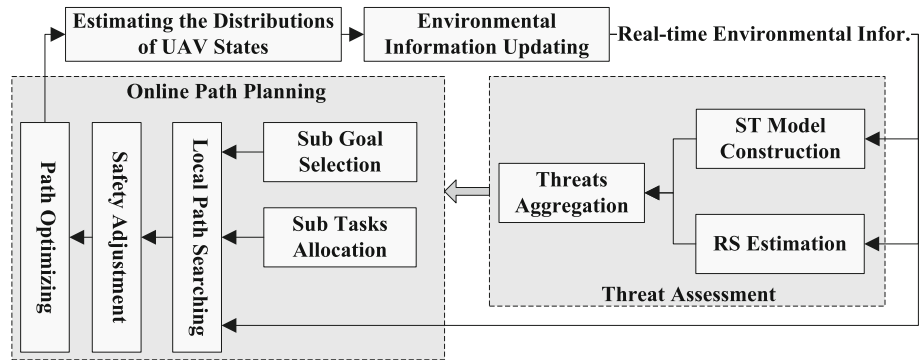 Estimating the Distributions
of UAV States
Environmental
Information Updating
Real-time Environmental Infor.
Online Path Planning
Path Optimizing
Safety Adjustment
Local Path Searching
Sub Goal
Selection
Sub Tasks
Allocation
Threats
Aggregation
ST Model
Construction
RS Estimation
Threat Assessment